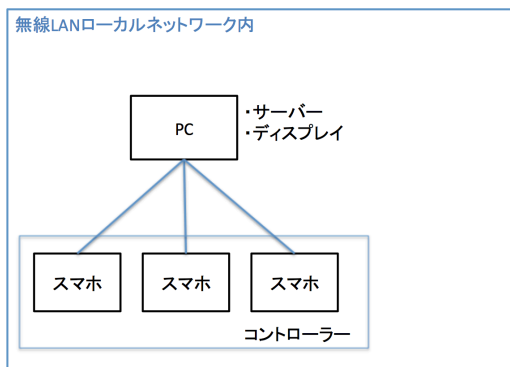 無線LANローカルネットワーク内
PC
・サーバー
・ディスプレイ
スマホ
スマホ
スマホ
コントローラー